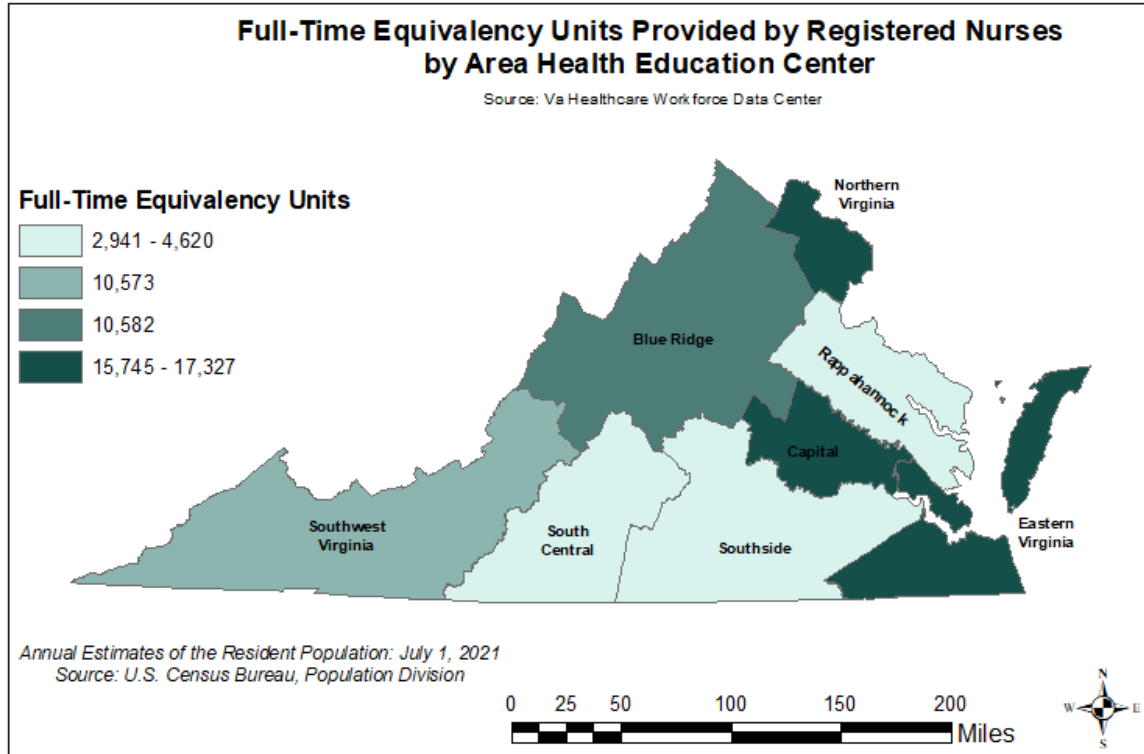 Full-Time Equivalency Units Provided by Registered Nurses
by Area Health Education Center
Source: Va Healthcare Workforce Data Center
Full-Time Equivalency Units
2,941 - 4,620
10,573
10,582
15,745 - 17,327
Northern
Virginia
Blue Ridge
Rappahannock
Capital
Southwest
Virginia
South
Central
Southside
Eastern
Virginia
Annual Estimates of the Resident Population: July 1, 2021
Source: U.S. Census Bureau, Population Division
0 25 50 100 150 200
Miles
N
W E
S